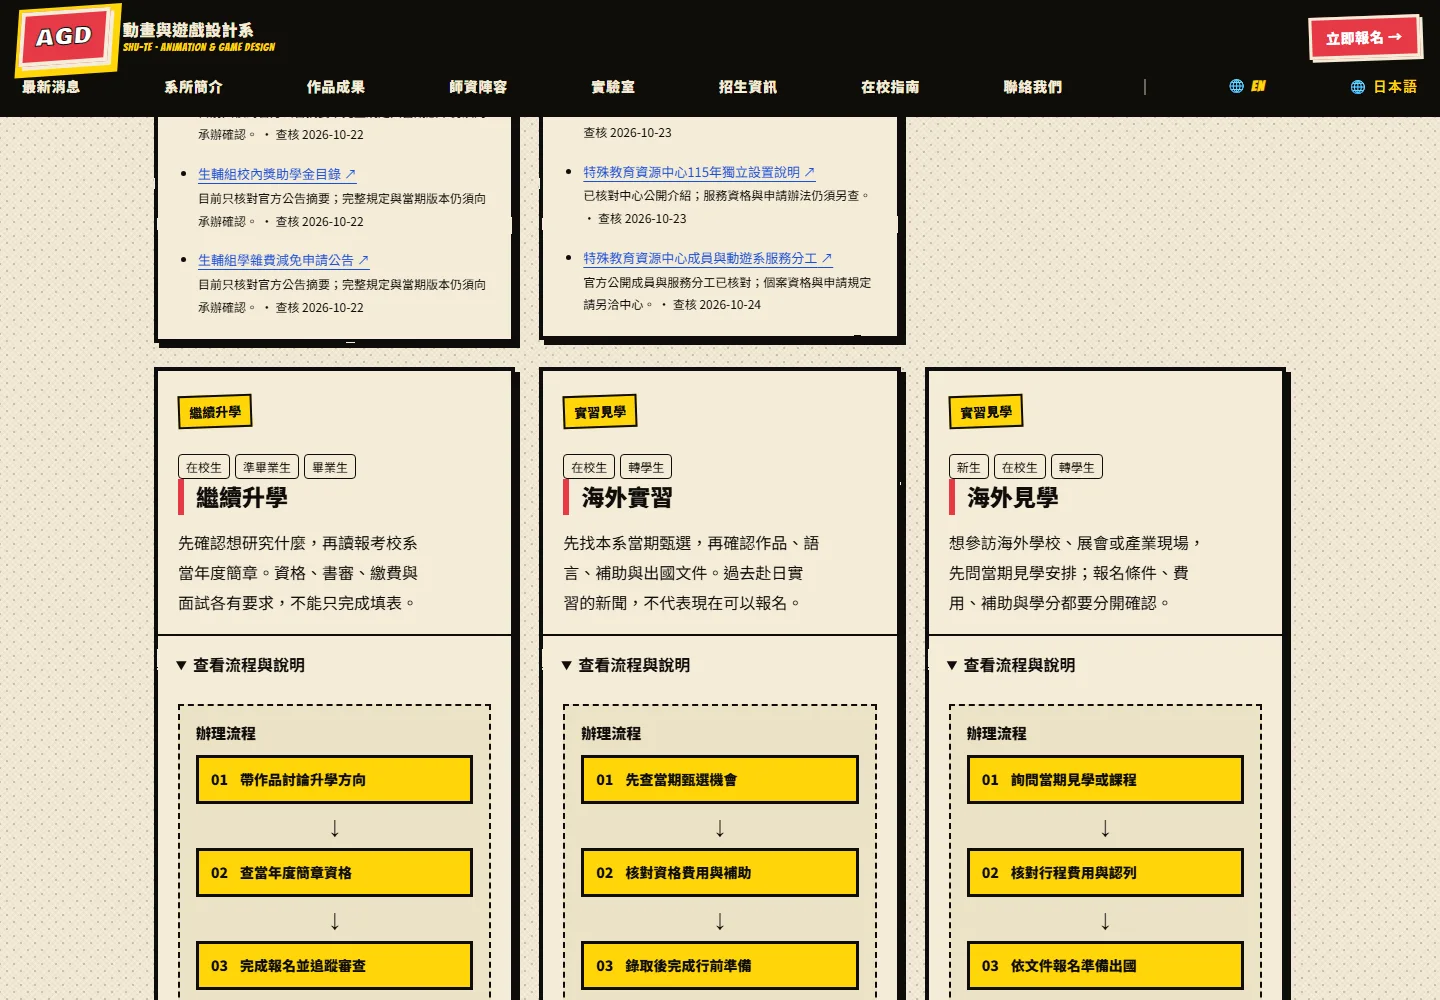 AGD
動畫與遊戲設計系
SHU-TE · ANIMATION & GAME DESIGN
立即報名 →
最新消息
系所簡介
作品成果
師資陣容
實驗室
招生資訊
在校指南
聯絡我們
|
🌐 EN
🌐 日本語
承辦確認。 ・ 查核 2026-10-22
生輔組校內獎助學金目錄 ↗
目前只核對官方公告摘要；完整規定與當期版本仍須向
承辦確認。 ・ 查核 2026-10-22
生輔組學雜費減免申請公告 ↗
目前只核對官方公告摘要；完整規定與當期版本仍須向
承辦確認。 ・ 查核 2026-10-22
查核 2026-10-23
特殊教育資源中心115年獨立設置說明 ↗
已核對中心公開介紹；服務資格與申請辦法仍須另查。
・ 查核 2026-10-23
特殊教育資源中心成員與動遊系服務分工 ↗
官方公開成員與服務分工已核對；個案資格與申請規定
請另洽中心。 ・ 查核 2026-10-24
繼續升學
在校生 準畢業生 畢業生
繼續升學
先確認想研究什麼，再讀報考校系
當年度簡章。資格、書審、繳費與
面試各有要求，不能只完成填表。
▼ 查看流程與說明
辦理流程
01 帶作品討論升學方向
↓
02 查當年度簡章資格
↓
03 完成報名並追蹤審查
實習見學
在校生 轉學生
海外實習
先找本系當期甄選，再確認作品、語
言、補助與出國文件。過去赴日實
習的新聞，不代表現在可以報名。
▼ 查看流程與說明
辦理流程
01 先查當期甄選機會
↓
02 核對資格費用與補助
↓
03 錄取後完成行前準備
實習見學
新生 在校生 轉學生
海外見學
想參訪海外學校、展會或產業現場，
先問當期見學安排；報名條件、費
用、補助與學分都要分開確認。
▼ 查看流程與說明
辦理流程
01 詢問當期見學或課程
↓
02 核對行程費用與認列
↓
03 依文件報名準備出國